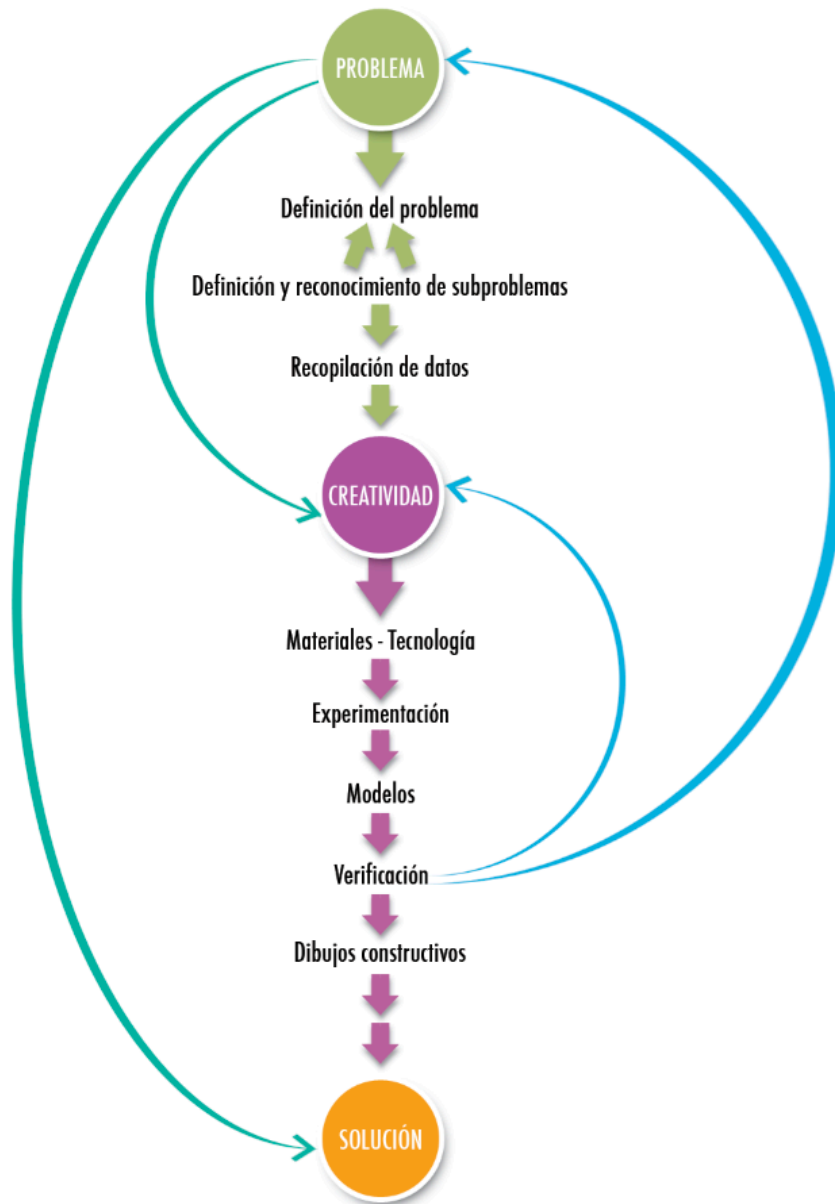 PROBLEMA
Definición del problema
Definición y reconocimiento de subproblemas
Recopilación de datos
CREATIVIDAD
Materiales - Tecnología
Experimentación
Modelos
Verificación
Dibujos constructivos
SOLUCIÓN